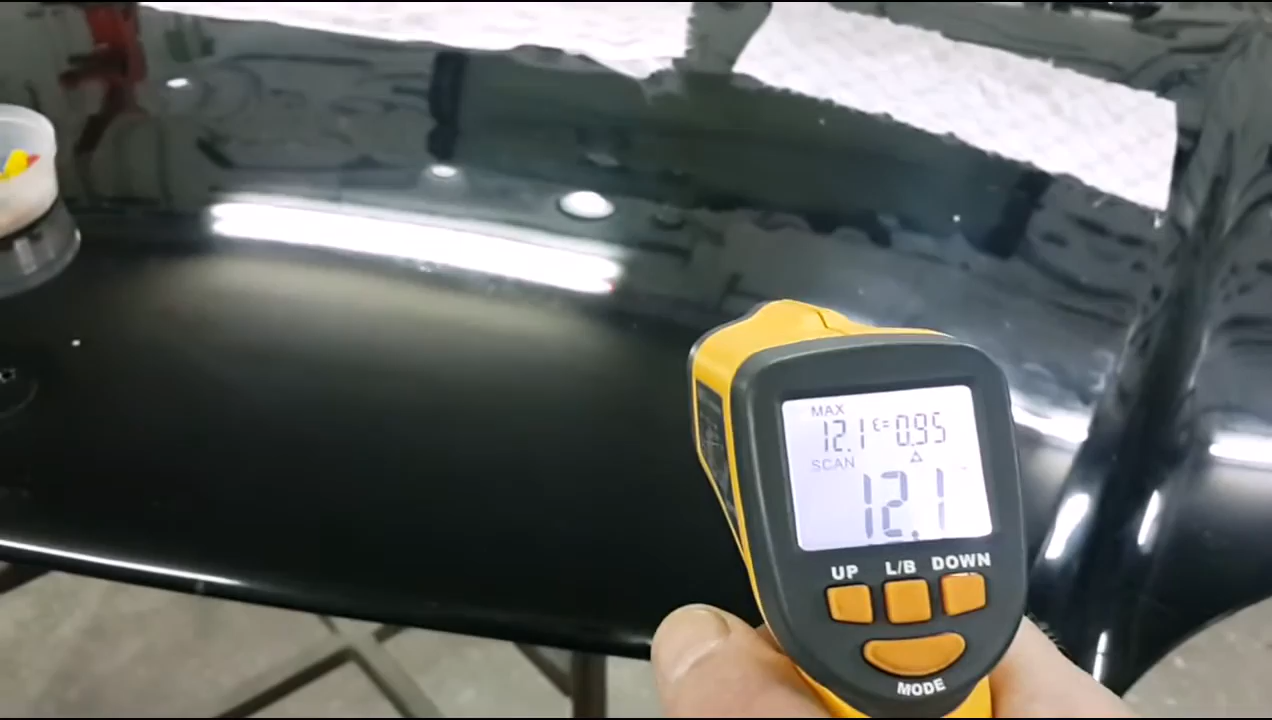 MAX
12.1 ε=0.95
SCAN
12.1
UP L/B DOWN
MODE